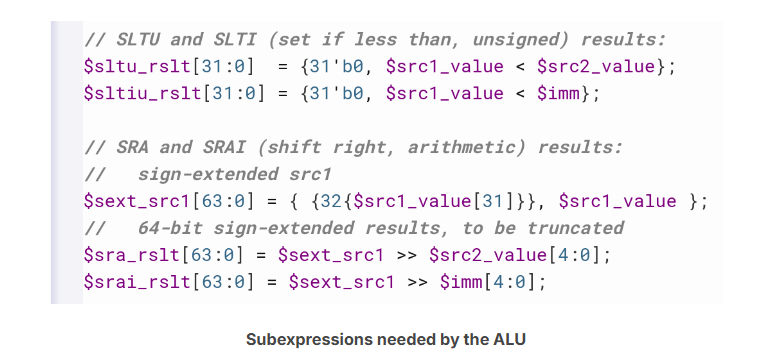 // SLTU and SLTI (set if less than, unsigned) results:
$sltu_rslt[31:0]  = {31'b0, $src1_value < $src2_value};
$sltiu_rslt[31:0] = {31'b0, $src1_value < $imm};
// SRA and SRAI (shift right, arithmetic) results:
//   sign-extended src1
$sext_src1[63:0] = { {32{$src1_value[31]}}, $src1_value };
//   64-bit sign-extended results, to be truncated
$sra_rslt[63:0] = $sext_src1 >> $src2_value[4:0];
$srai_rslt[63:0] = $sext_src1 >> $imm[4:0];
Subexpressions needed by the ALU